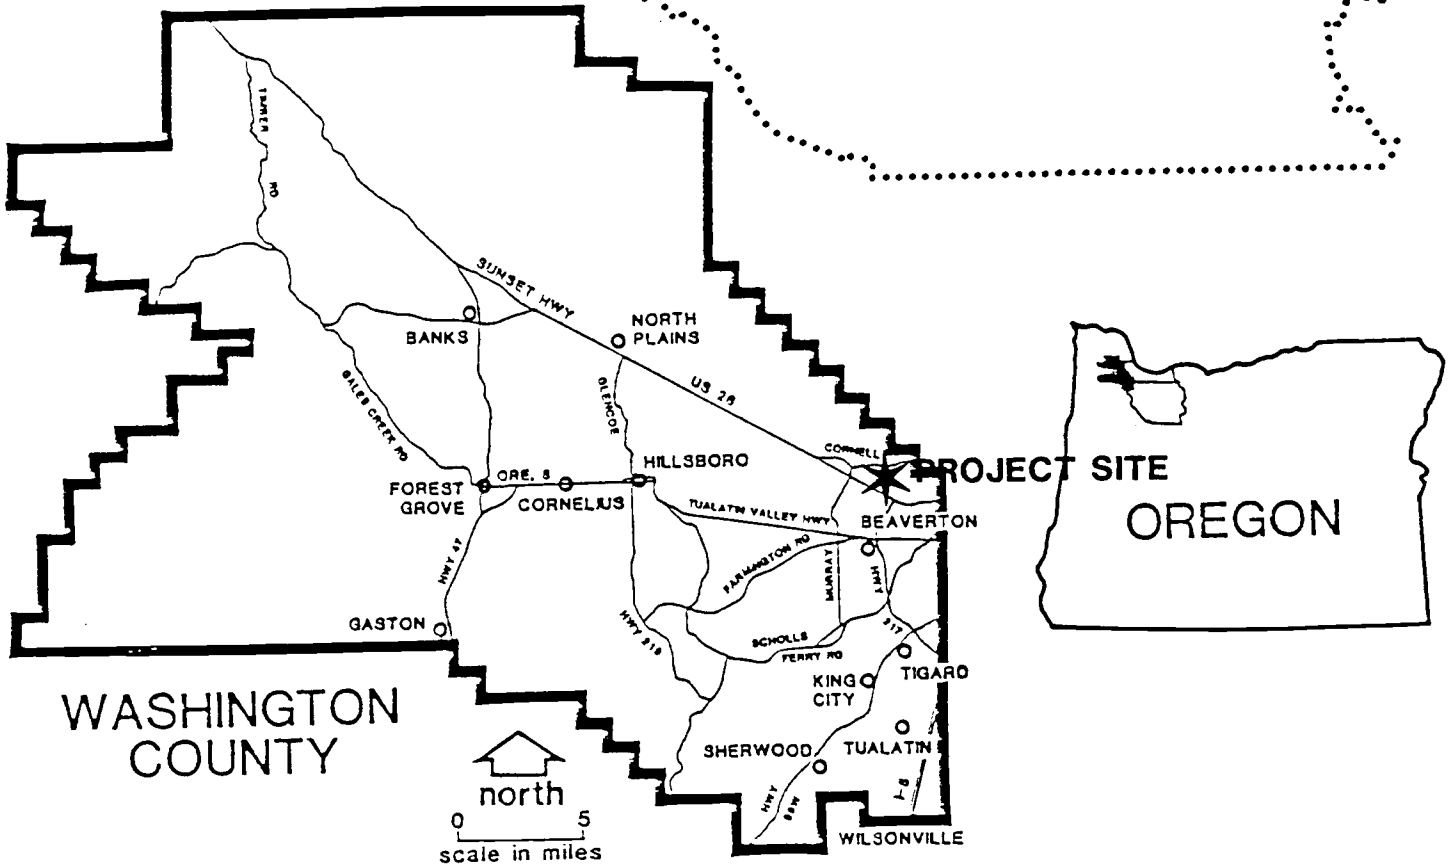 TIMBER
RD
SUNSET HWY
BANKS
NORTH
PLAINS
US 26
GALES CREEK RD
GLENCOE
CORNELL
PROJECT SITE
ORE. 8
HILLSBORO
FOREST
GROVE
CORNELIUS
TUALATIN VALLEY HWY
BEAVERTON
OREGON
HWY 47
FARMINGTON RD
MURRAY
HWY
217
GASTON
HWY 219
SCHOLLS
FERRY RD
TIGARD
KING
CITY
WASHINGTON
COUNTY
SHERWOOD
TUALATIN
north
HWY
99W
I-5
0 5
scale in miles
WILSONVILLE